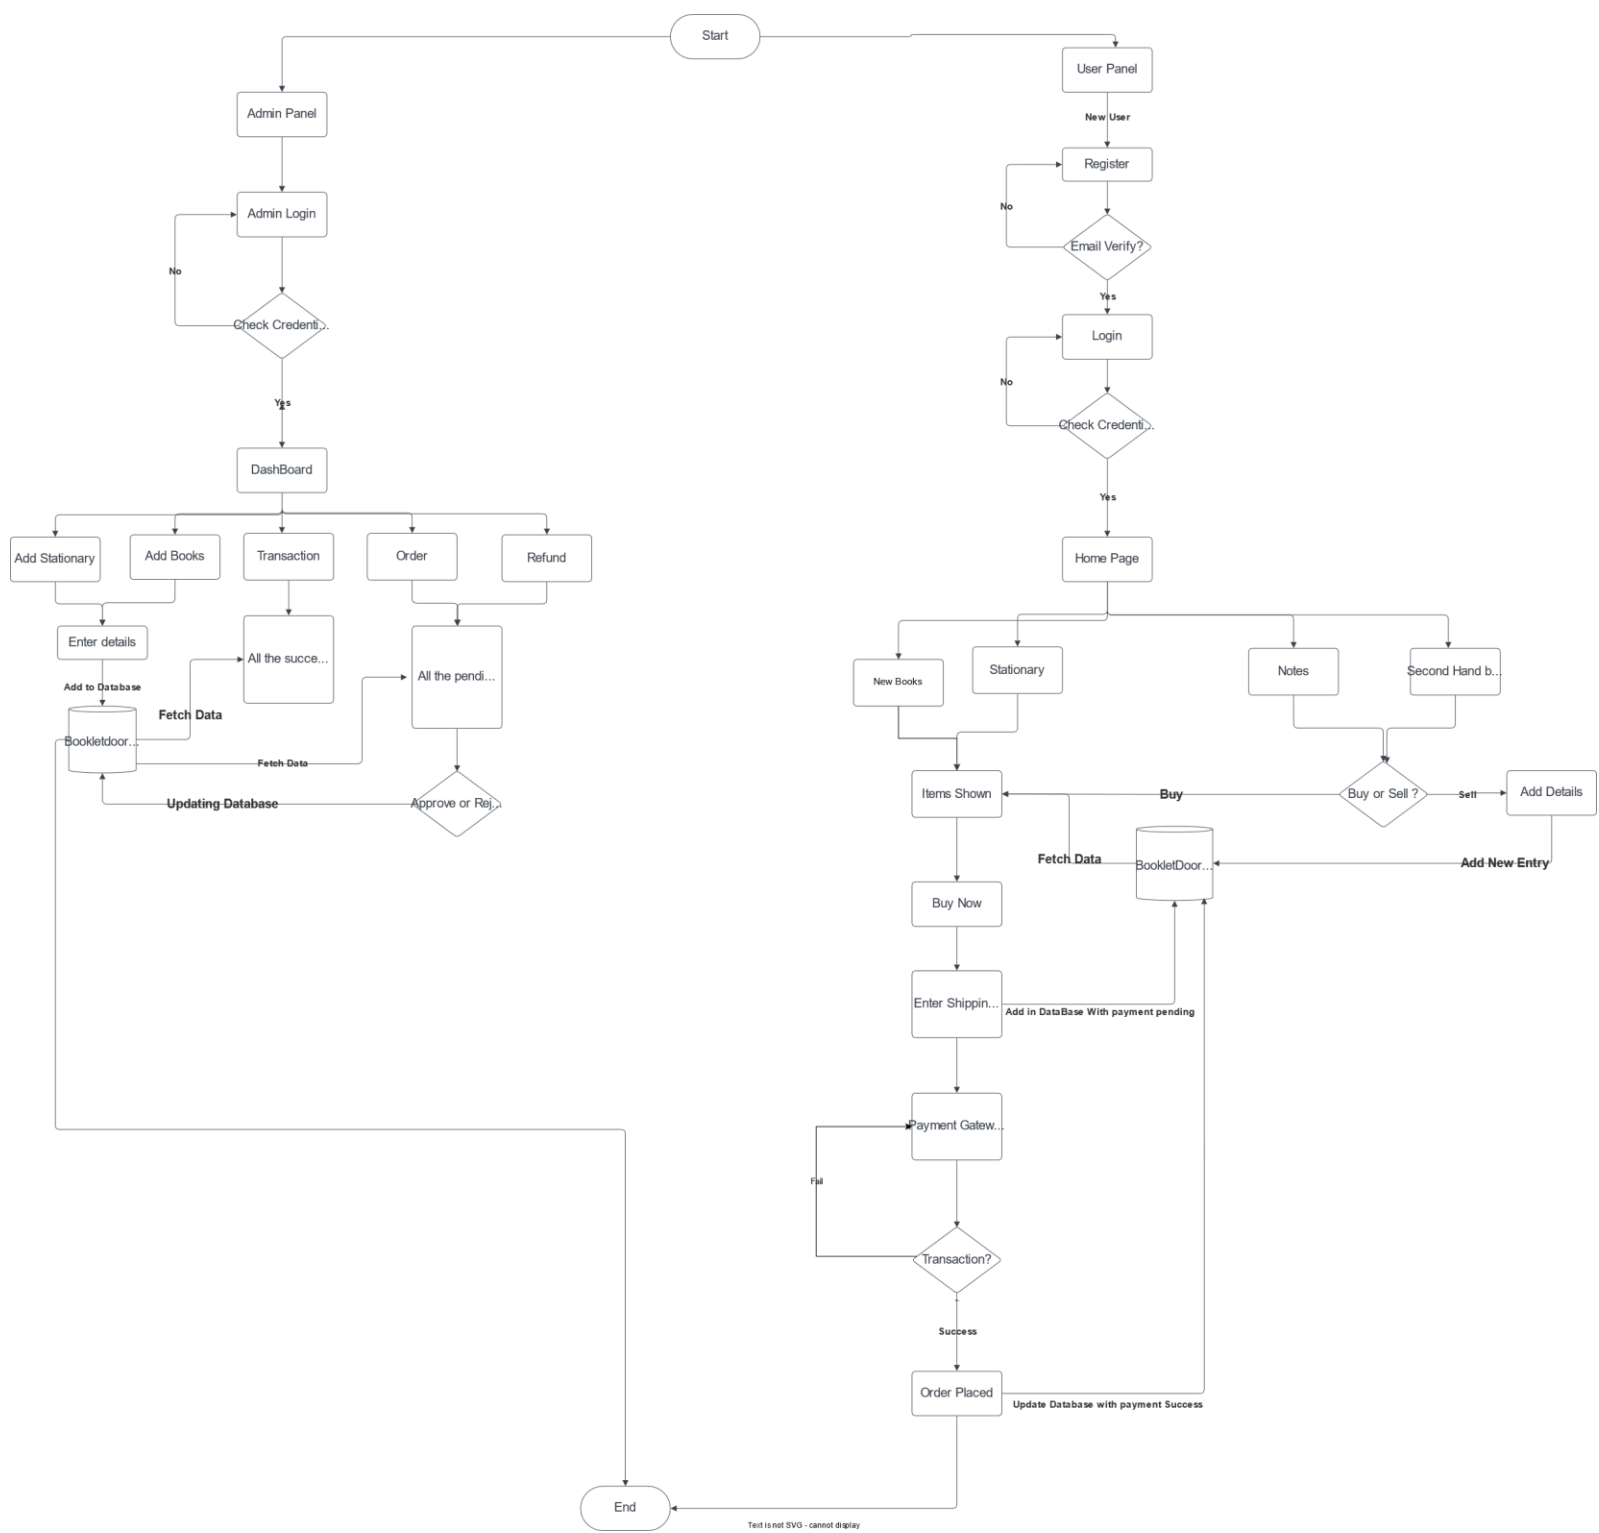 Start
User Panel
Admin Panel
New User
Register
Admin Login
No
Email Verify?
No
Yes
Check Credenti...
Login
No
Yes
Check Credenti...
DashBoard
Yes
Add Stationary
Add Books
Transaction
Order
Refund
Home Page
Enter details
All the succe...
All the pendi...
New Books
Stationary
Notes
Second Hand b...
Add to Database
Fetch Data
Bookletdoor...
Fetch Data
Updating Database
Approve or Rej...
Items Shown
Buy
Buy or Sell ?
Sell
Add Details
Fetch Data
BookletDoor...
Add New Entry
Buy Now
Enter Shippin...
Add in DataBase With payment pending
Payment Gatew...
Fail
Transaction?
Success
Order Placed
Update Database with payment Success
End
Text is not SVG - cannot display